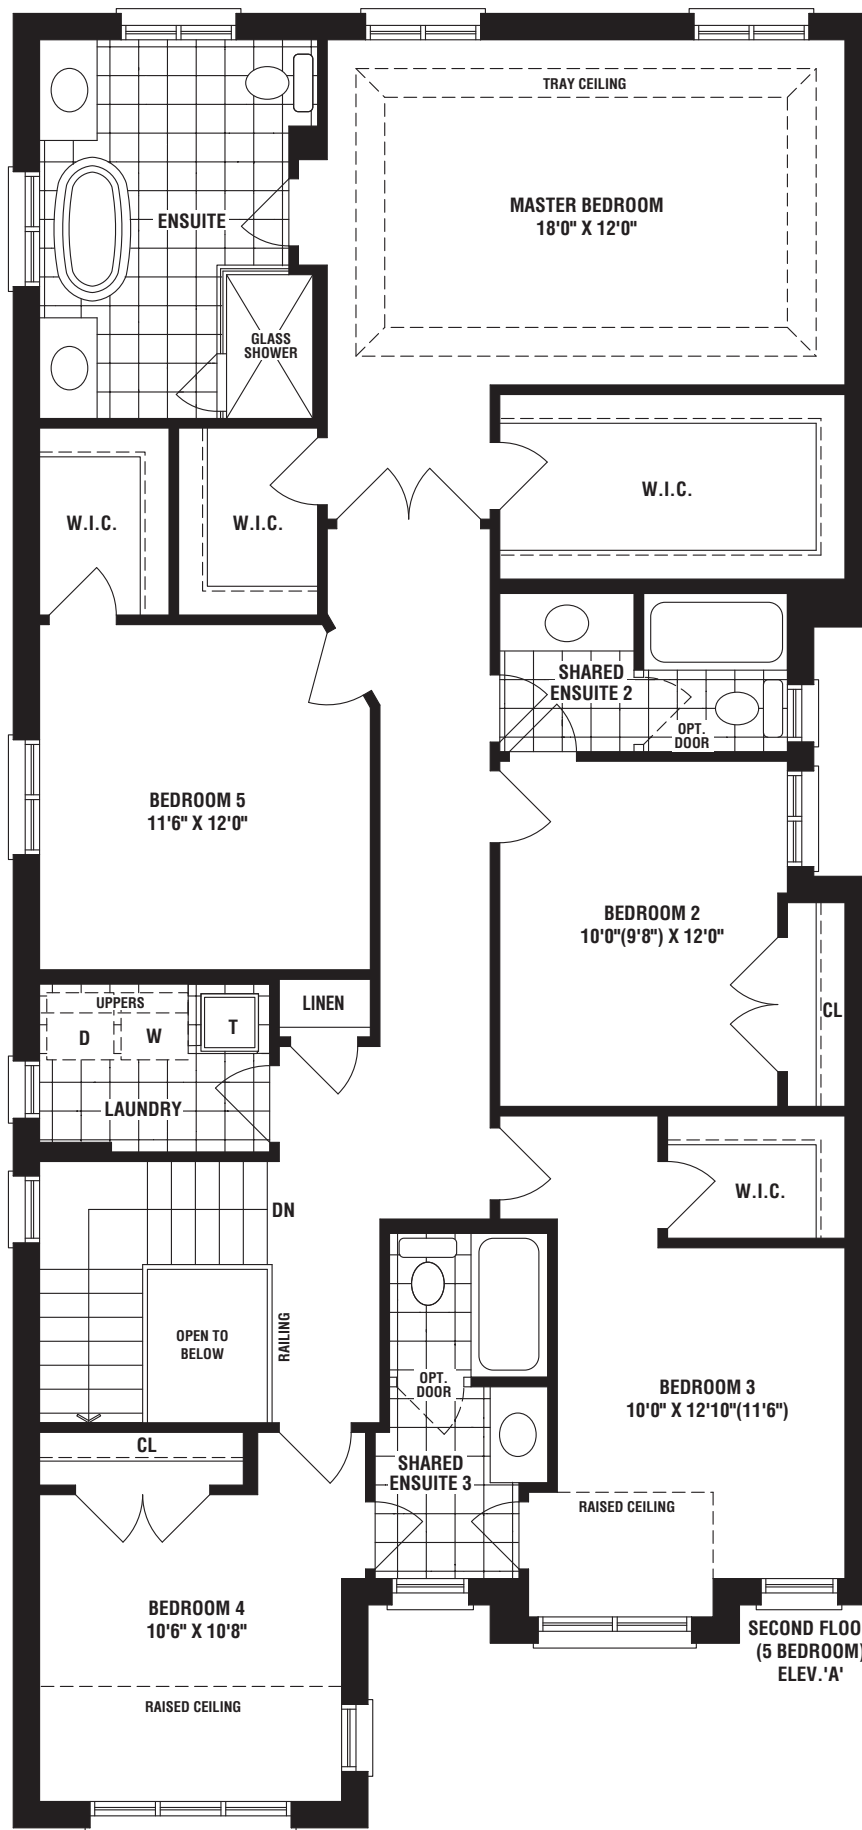 TRAY CEILING
MASTER BEDROOM
18'0" X 12'0"
ENSUITE
GLASS
SHOWER
W.I.C.
W.I.C.
W.I.C.
SHARED
ENSUITE 2
OPT.
DOOR
BEDROOM 5
11'6" X 12'0"
BEDROOM 2
10'0"(9'8") X 12'0"
CL
UPPERS
D
W
T
LINEN
LAUNDRY
DN
W.I.C.
OPEN TO
BELOW
RAILING
OPT.
DOOR
BEDROOM 3
10'0" X 12'10"(11'6")
CL
SHARED
ENSUITE 3
RAISED CEILING
BEDROOM 4
10'6" X 10'8"
RAISED CEILING
SECOND FLOO
(5 BEDROOM)
ELEV.'A'